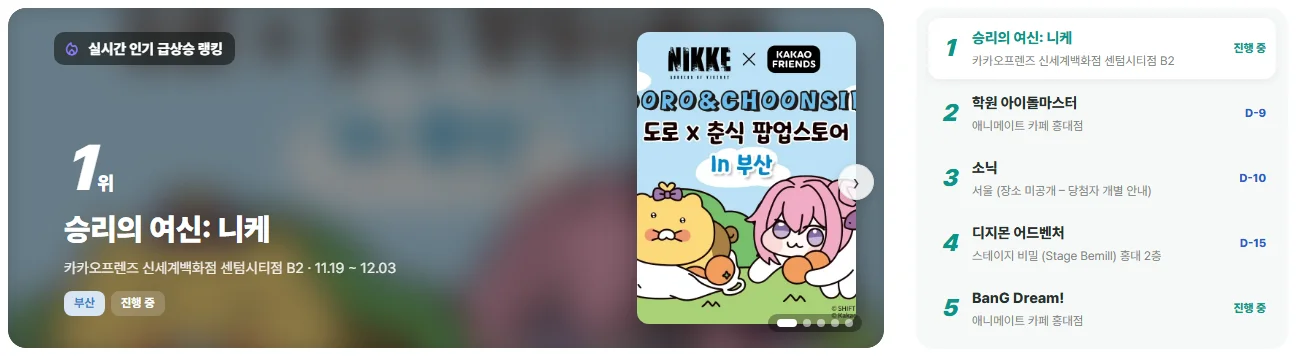 실시간 인기 급상승 랭킹
1위
승리의 여신: 니케
카카오프렌즈 신세계백화점 센텀시티점 B2 · 11.19 ~ 12.03
부산
진행 중
NIKKE
GODDESS OF VICTORY
×
KAKAO
FRIENDS
DORO&CHOONSI
도로 x 춘식 팝업스토어
In 부산
© SHIFT
© Kakao
›
1
승리의 여신: 니케
카카오프렌즈 신세계백화점 센텀시티점 B2
진행 중
2
학원 아이돌마스터
애니메이트 카페 홍대점
D-9
3
소닉
서울 (장소 미공개 – 당첨자 개별 안내)
D-10
4
디지몬 어드벤처
스테이지 비밀 (Stage Bemill) 홍대 2층
D-15
5
BanG Dream!
애니메이트 카페 홍대점
진행 중